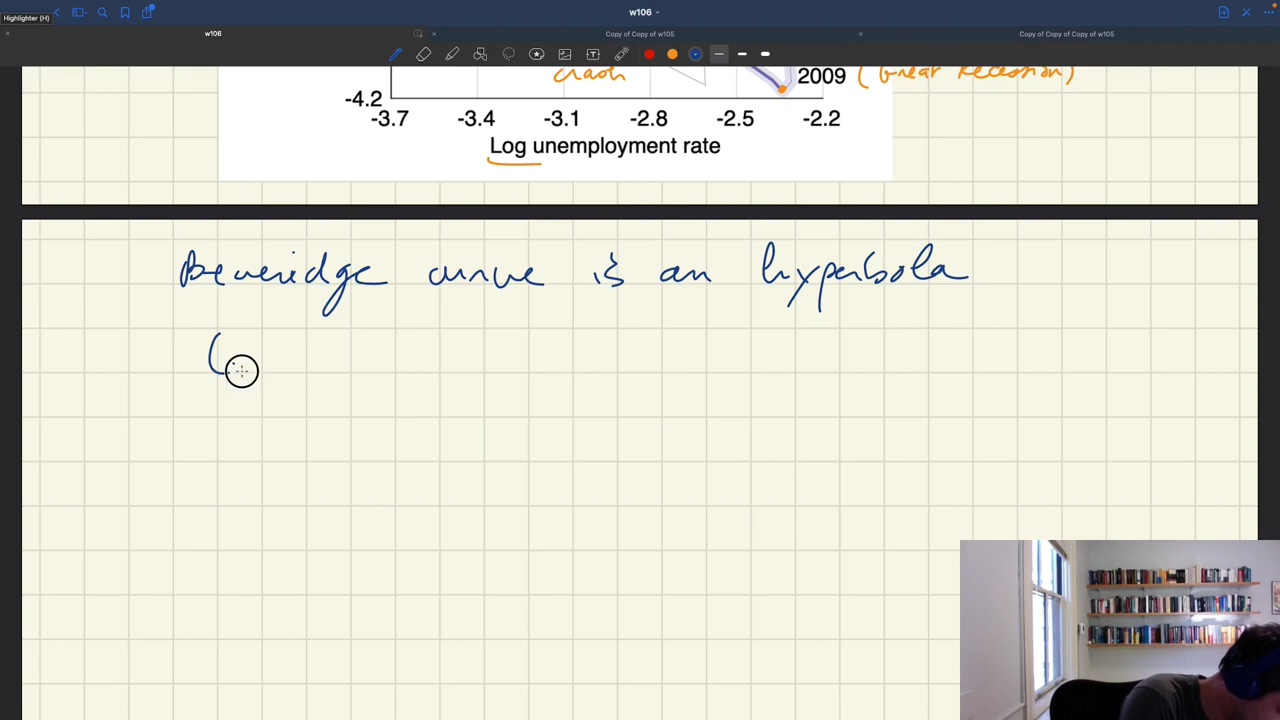 Highlighter (H)
w106
w106
Copy of Copy of w105
Copy of Copy of Copy of w105
crash
2009
(Great Recession)
-4.2
-3.7 -3.4 -3.1 -2.8 -2.5 -2.2
Log unemployment rate
Beveridge curve is an hyperbola
(